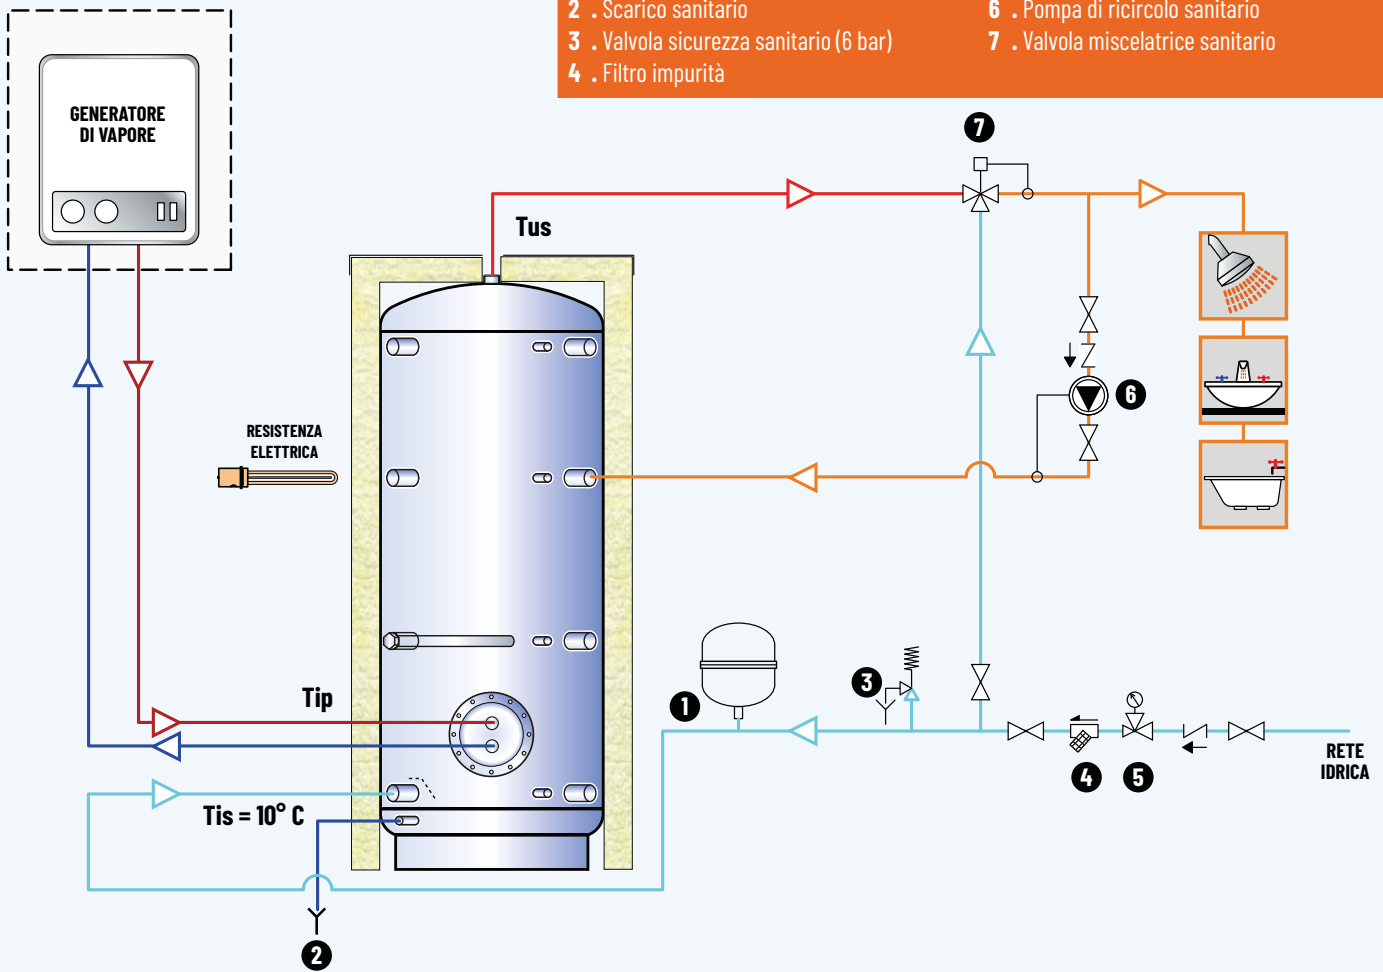 2 . Scarico sanitario
3 . Valvola sicurezza sanitario (6 bar)
4 . Filtro impurità
6 . Pompa di ricircolo sanitario
7 . Valvola miscelatrice sanitario
GENERATORE
DI VAPORE
7
Tus
6
RESISTENZA
ELETTRICA
Tip
1
3
4
5
RETE
IDRICA
Tis = 10° C
2